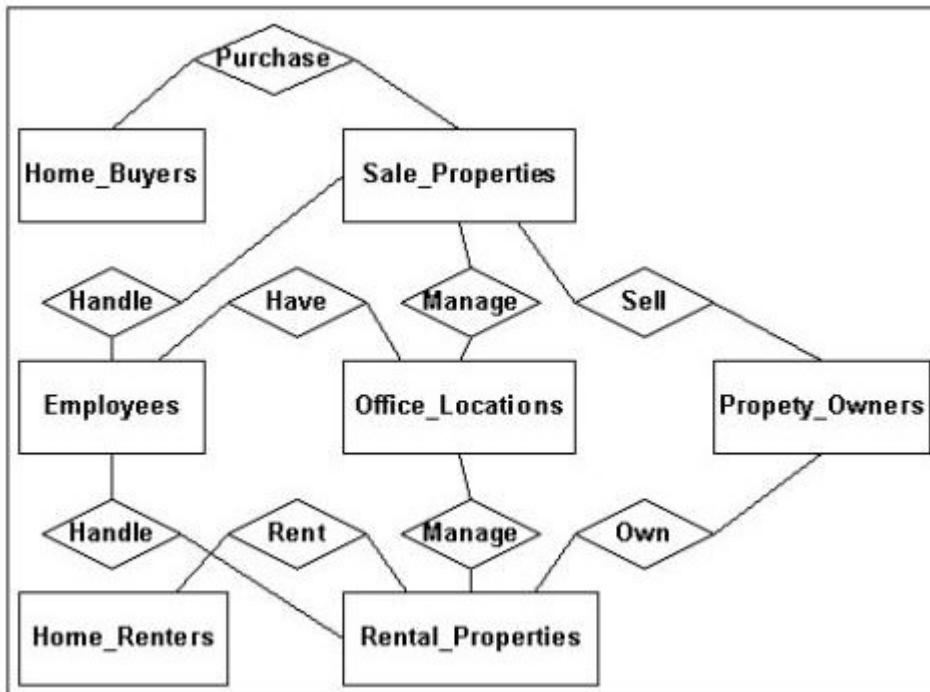 Purchase
Home_Buyers
Sale_Properties
Handle
Have
Manage
Sell
Employees
Office_Locations
Propety_Owners
Handle
Rent
Manage
Own
Home_Renters
Rental_Properties